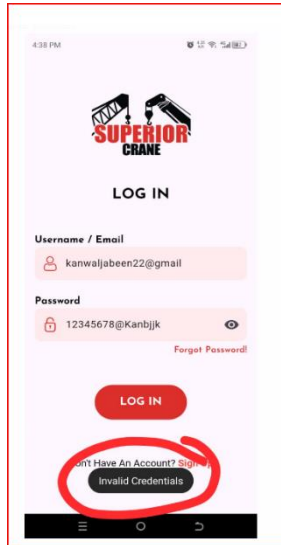 4:38 PM
SUPERIOR
CRANE
LOG IN
Username / Email
kanwaljabeen22@gmail
Password
12345678@Kanbjjk
Forgot Password!
LOG IN
on't Have An Account? Sign
Invalid Credentials